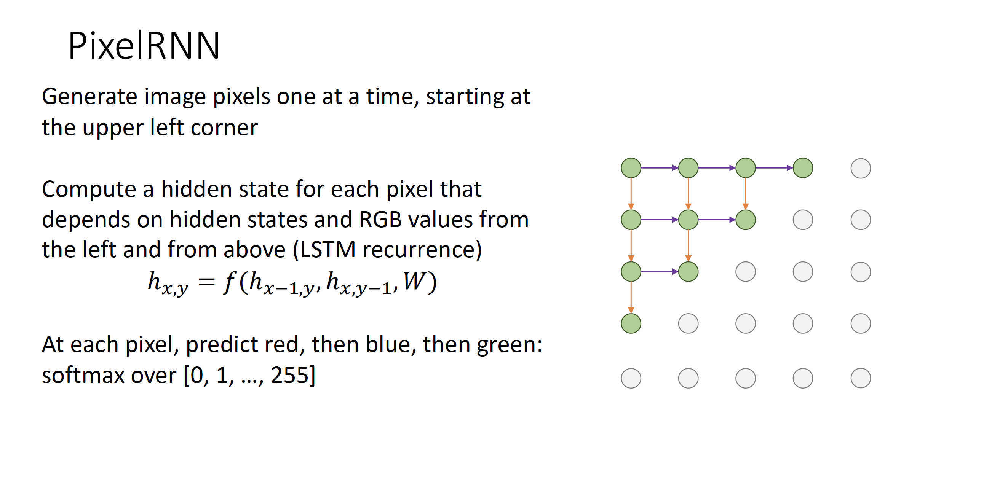 PixelRNN
Generate image pixels one at a time, starting at
the upper left corner
Compute a hidden state for each pixel that
depends on hidden states and RGB values from
the left and from above (LSTM recurrence)
h_{x,y} = f(h_{x−1,y}, h_{x,y−1}, W)
At each pixel, predict red, then blue, then green:
softmax over [0, 1, …, 255]